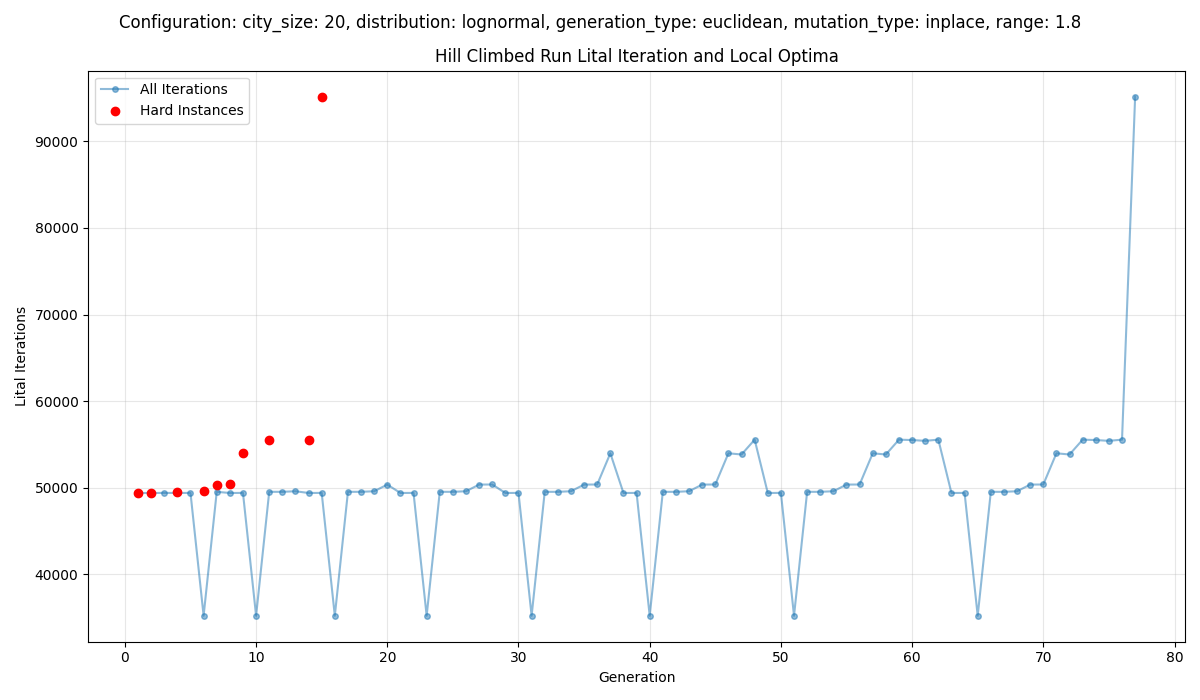 Configuration: city_size: 20, distribution: lognormal, generation_type: euclidean, mutation_type: inplace, range: 1.8
Hill Climbed Run Lital Iteration and Local Optima
All Iterations
Hard Instances
90000
80000
70000
60000
50000
40000
Lital Iterations
0 10 20 30 40 50 60 70 80
Generation